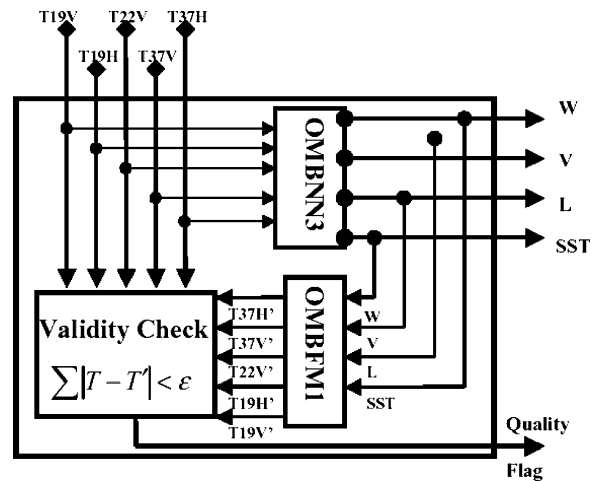 T19V T22V T37H
T19H T37V
OMBNN3
W
V
L
SST
Validity Check
∑|T − T′| < ε
OMBFM1
T37H’
T37V’
T22V’
T19H’
T19V’
W
V
L
SST
Quality
Flag